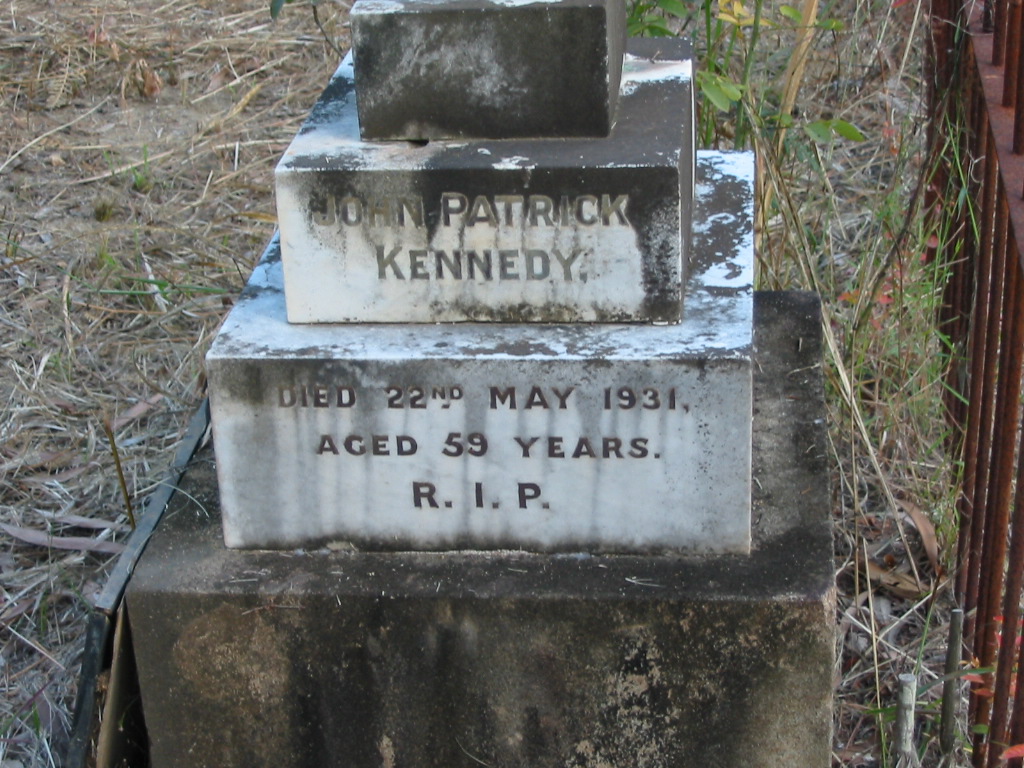 JOHN PATRICK
KENNEDY.
DIED 22ND MAY 1931,
AGED 59 YEARS.
R. I. P.